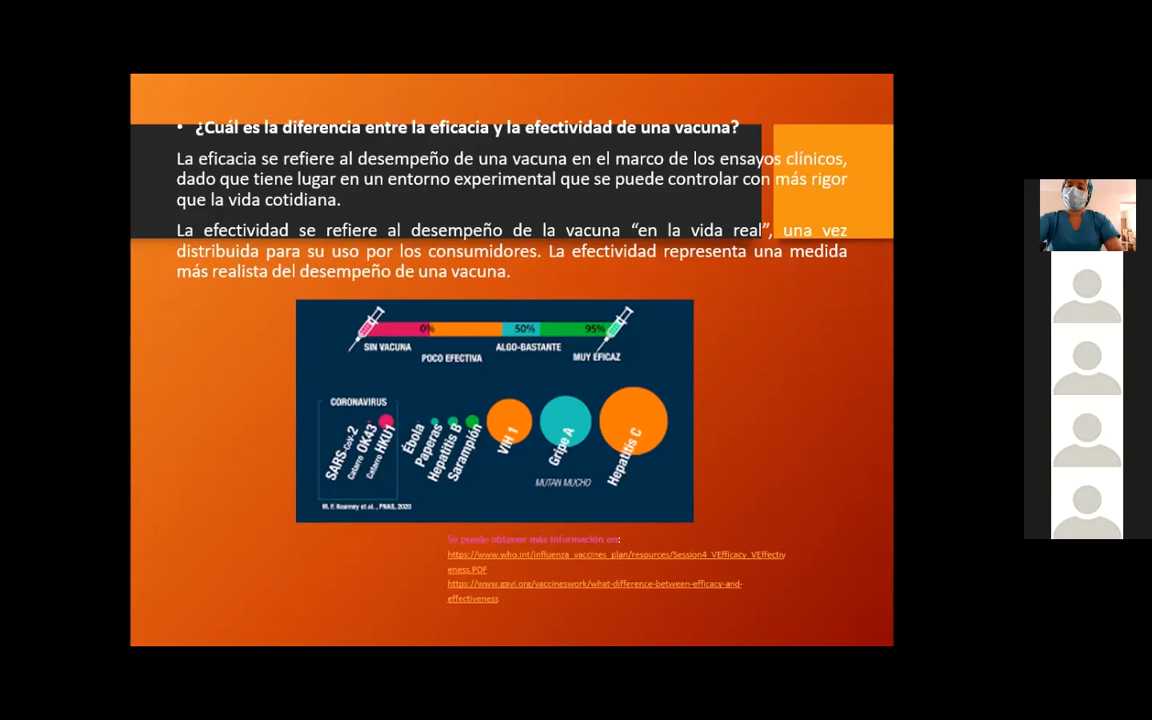 • ¿Cuál es la diferencia entre la eficacia y la efectividad de una vacuna?
La eficacia se refiere al desempeño de una vacuna en el marco de los ensayos clínicos,
dado que tiene lugar en un entorno experimental que se puede controlar con más rigor
que la vida cotidiana.
La efectividad se refiere al desempeño de la vacuna “en la vida real”, una vez
distribuida para su uso por los consumidores. La efectividad representa una medida
más realista del desempeño de una vacuna.
0% 50% 95%
SIN VACUNA
POCO EFECTIVA
ALGO-BASTANTE
MUY EFICAZ
CORONAVIRUS
SARS-CoV-2
Catarro OK43
Catarro HKU1
Ébola
Paperas
Hepatitis B
Sarampión
VIH 1
Gripe A
Hepatitis C
MUTAN MUCHO
M. F. Kearney et al. , PNAS, 2020
Se puede obtener más información en:
https://www.who.int/influenza_vaccines_plan/resources/Session4_VEfficacy_VEffectiv
eness.PDF
https://www.gavi.org/vaccineswork/what-difference-between-efficacy-and-
effectiveness